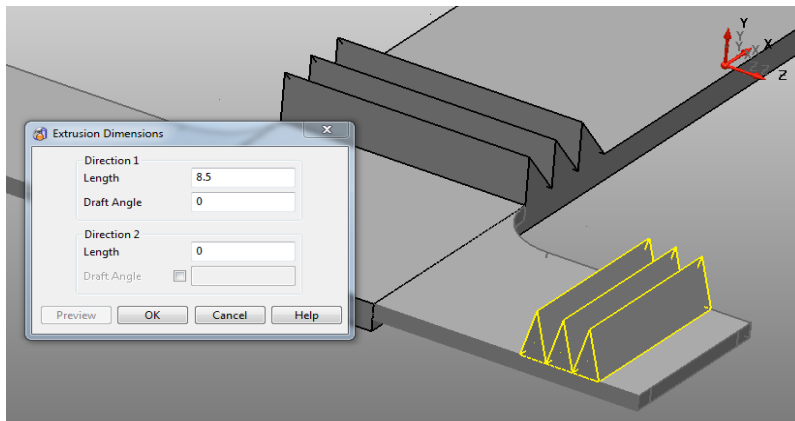 Extrusion Dimensions
X
Direction 1
Length 8.5
Draft Angle 0
Direction 2
Length 0
Draft Angle
Preview OK Cancel Help
Y
Y
X
Z